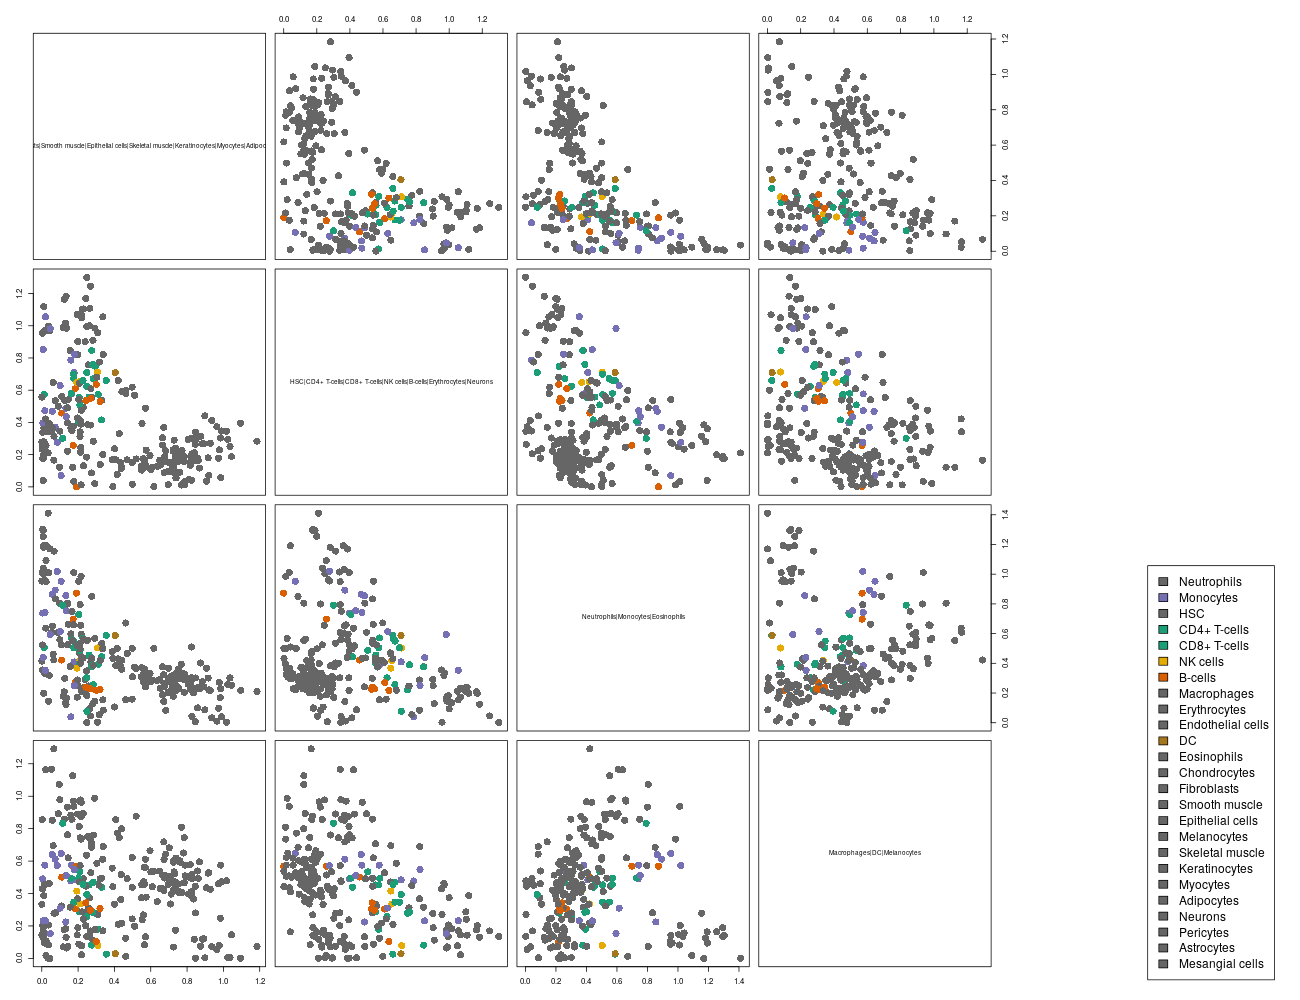 0.0 0.2 0.4 0.6 0.8 1.0 1.2
0.0 0.2 0.4 0.6 0.8 1.0 1.2
ts|Smooth muscle|Epithelial cells|Skeletal muscle|Keratinocytes|Myocytes|Adipoc
0.0 0.2 0.4 0.6 0.8 1.0 1.2
0.0 0.2 0.4 0.6 0.8 1.0 1.2
HSC|CD4+ T-cells|CD8+ T-cells|NK cells|B-cells|Erythrocytes|Neurons
Neutrophils|Monocytes|Eosinophils
0.0 0.2 0.4 0.6 0.8 1.0 1.2 1.4
0.0 0.2 0.4 0.6 0.8 1.0 1.2
Macrophages|DC|Melanocytes
0.0 0.2 0.4 0.6 0.8 1.0 1.2
0.0 0.2 0.4 0.6 0.8 1.0 1.2 1.4
Neutrophils
Monocytes
HSC
CD4+ T-cells
CD8+ T-cells
NK cells
B-cells
Macrophages
Erythrocytes
Endothelial cells
DC
Eosinophils
Chondrocytes
Fibroblasts
Smooth muscle
Epithelial cells
Melanocytes
Skeletal muscle
Keratinocytes
Myocytes
Adipocytes
Neurons
Pericytes
Astrocytes
Mesangial cells